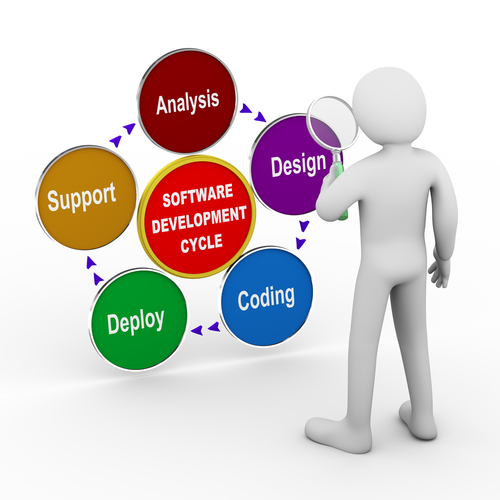 Analysis
Design
Coding
Deploy
Support
SOFTWARE
DEVELOPMENT
CYCLE